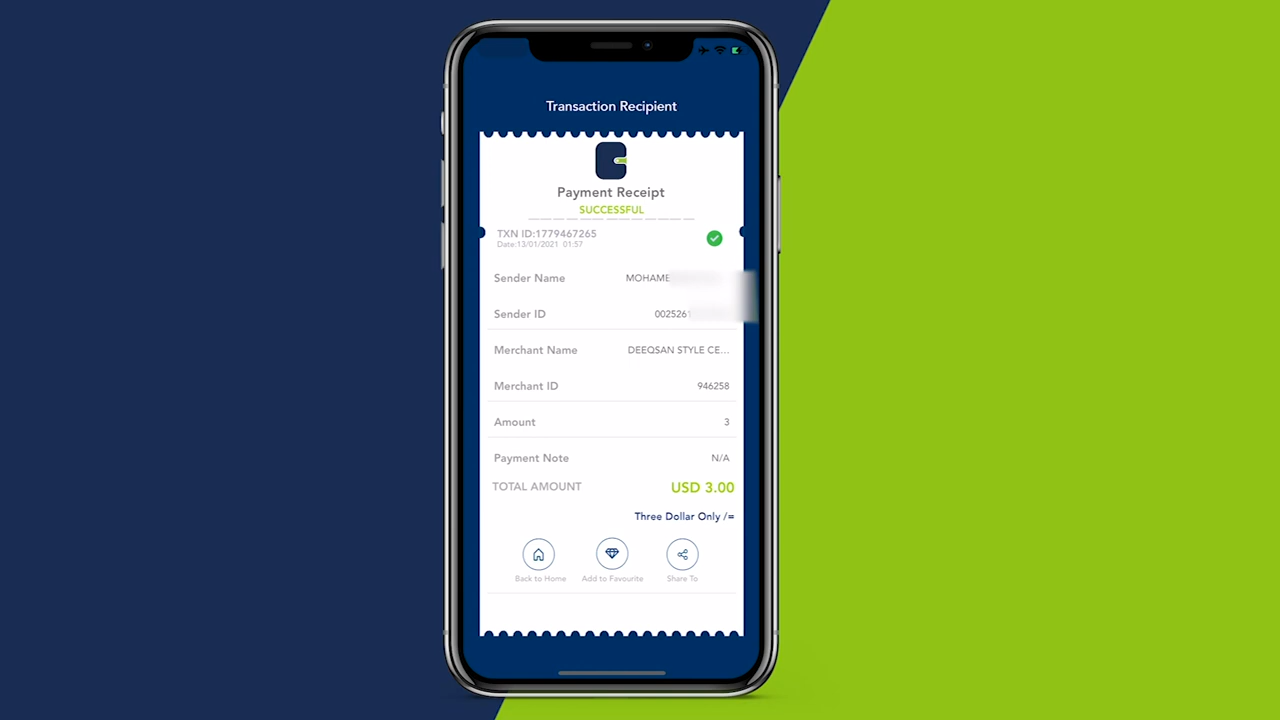 Transaction Recipient
Payment Receipt
SUCCESSFUL
TXN ID:1779467265
Date:13/01/2021 01:57
Sender Name MOHAME
Sender ID 0025261
Merchant Name DEEQSAN STYLE CE...
Merchant ID 946258
Amount 3
Payment Note N/A
TOTAL AMOUNT USD 3.00
Three Dollar Only /=
Back to Home Add to Favourite Share To